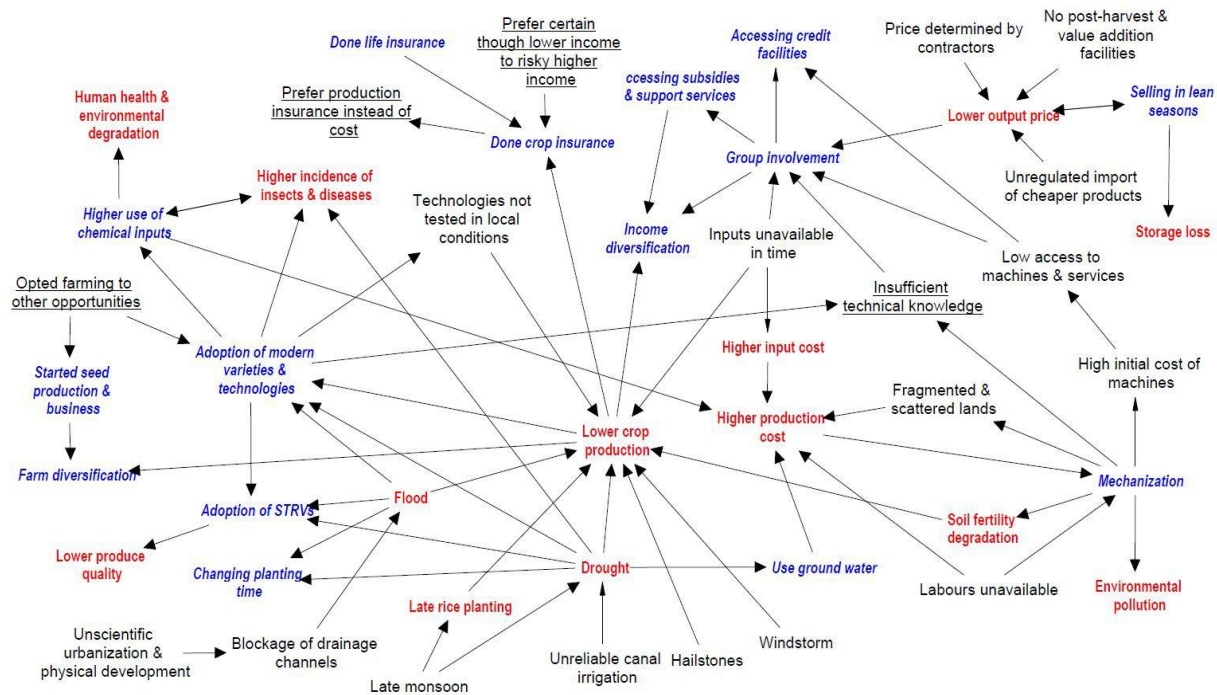 Done life insurance
Prefer certain
though lower income
to risky higher
income
Accessing credit
facilities
Price determined by
contractors
No post-harvest &
value addition
facilities
Human health &
environmental
degradation
Prefer production
insurance instead of
cost
ccessing subsidies
& support services
Selling in lean
seasons
Lower output price
Done crop insurance
Group involvement
Higher incidence of
insects & diseases
Technologies not
tested in local
conditions
Unregulated import
of cheaper products
Higher use of
chemical inputs
Income
diversification
Inputs unavailable
in time
Storage loss
Low access to
machines & services
Opted farming to
other opportunities
Insufficient
technical knowledge
Adoption of modern
varieties &
technologies
Higher input cost
Started seed
production &
business
High initial cost of
machines
Fragmented &
scattered lands
Lower crop
production
Higher production
cost
Farm diversification
Mechanization
Flood
Adoption of STRVs
Soil fertility
degradation
Lower produce
quality
Changing planting
time
Drought
Use ground water
Labours unavailable
Environmental
pollution
Late rice planting
Unscientific
urbanization &
physical development
Blockage of drainage
channels
Windstorm
Unreliable canal
irrigation
Hailstones
Late monsoon